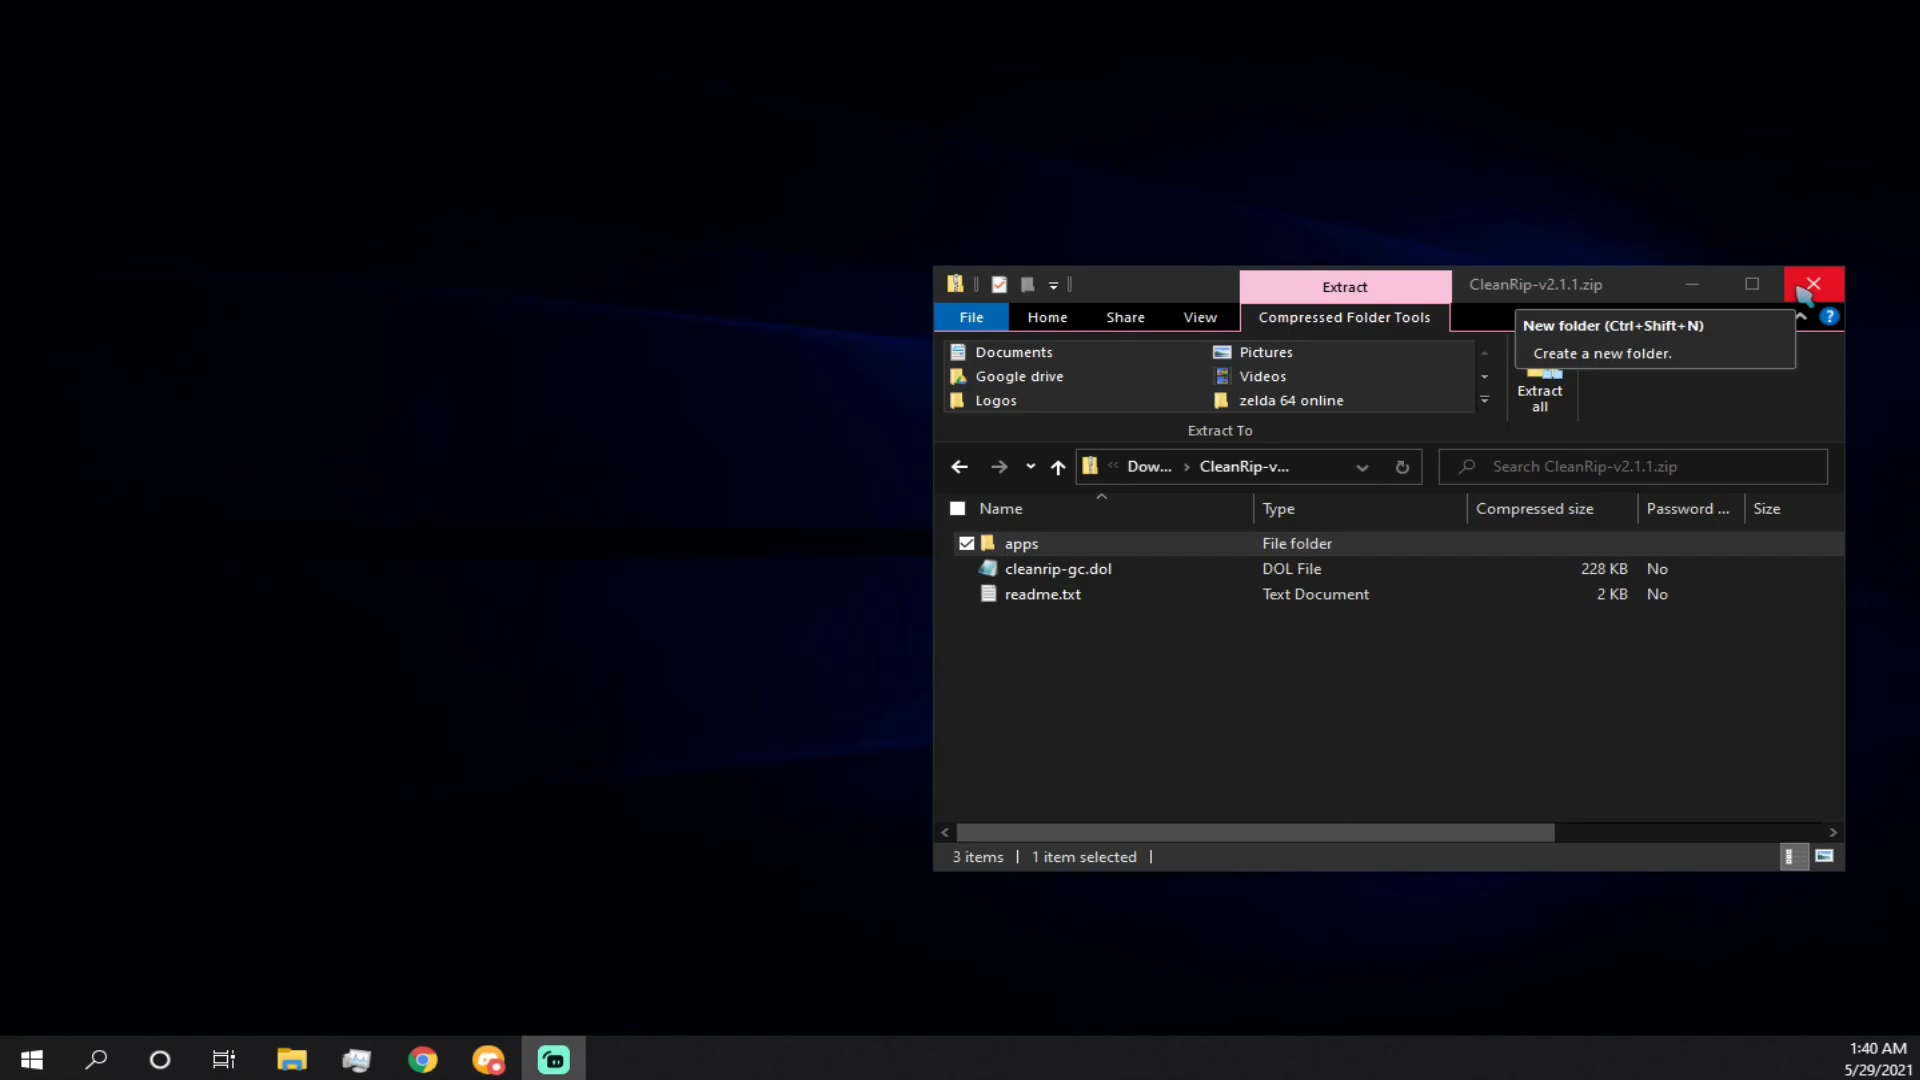 Extract
CleanRip-v2.1.1.zip
File
Home
Share
View
Compressed Folder Tools
New folder (Ctrl+Shift+N)
Create a new folder.
Documents
Pictures
Google drive
Videos
Logos
zelda 64 online
Extract
all
Extract To
Dow...
CleanRip-v...
Search CleanRip-v2.1.1.zip
Name
Type
Compressed size
Password ...
Size
apps
File folder
cleanrip-gc.dol
DOL File
228 KB
No
readme.txt
Text Document
2 KB
No
3 items
1 item selected
1:40 AM
5/29/2021